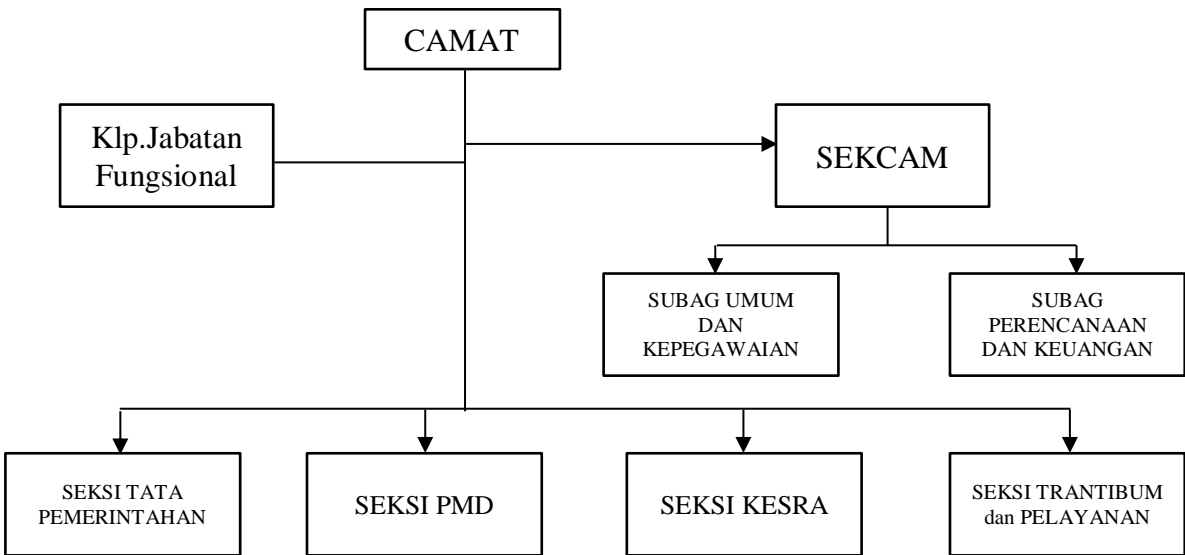 CAMAT
Klp.Jabatan
Fungsional
SEKCAM
SUBAG UMUM
DAN
KEPEGAWAIAN
SUBAG
PERENCANAAN
DAN KEUANGAN
SEKSI TATA
PEMERINTAHAN
SEKSI PMD
SEKSI KESRA
SEKSI TRANTIBUM
dan PELAYANAN